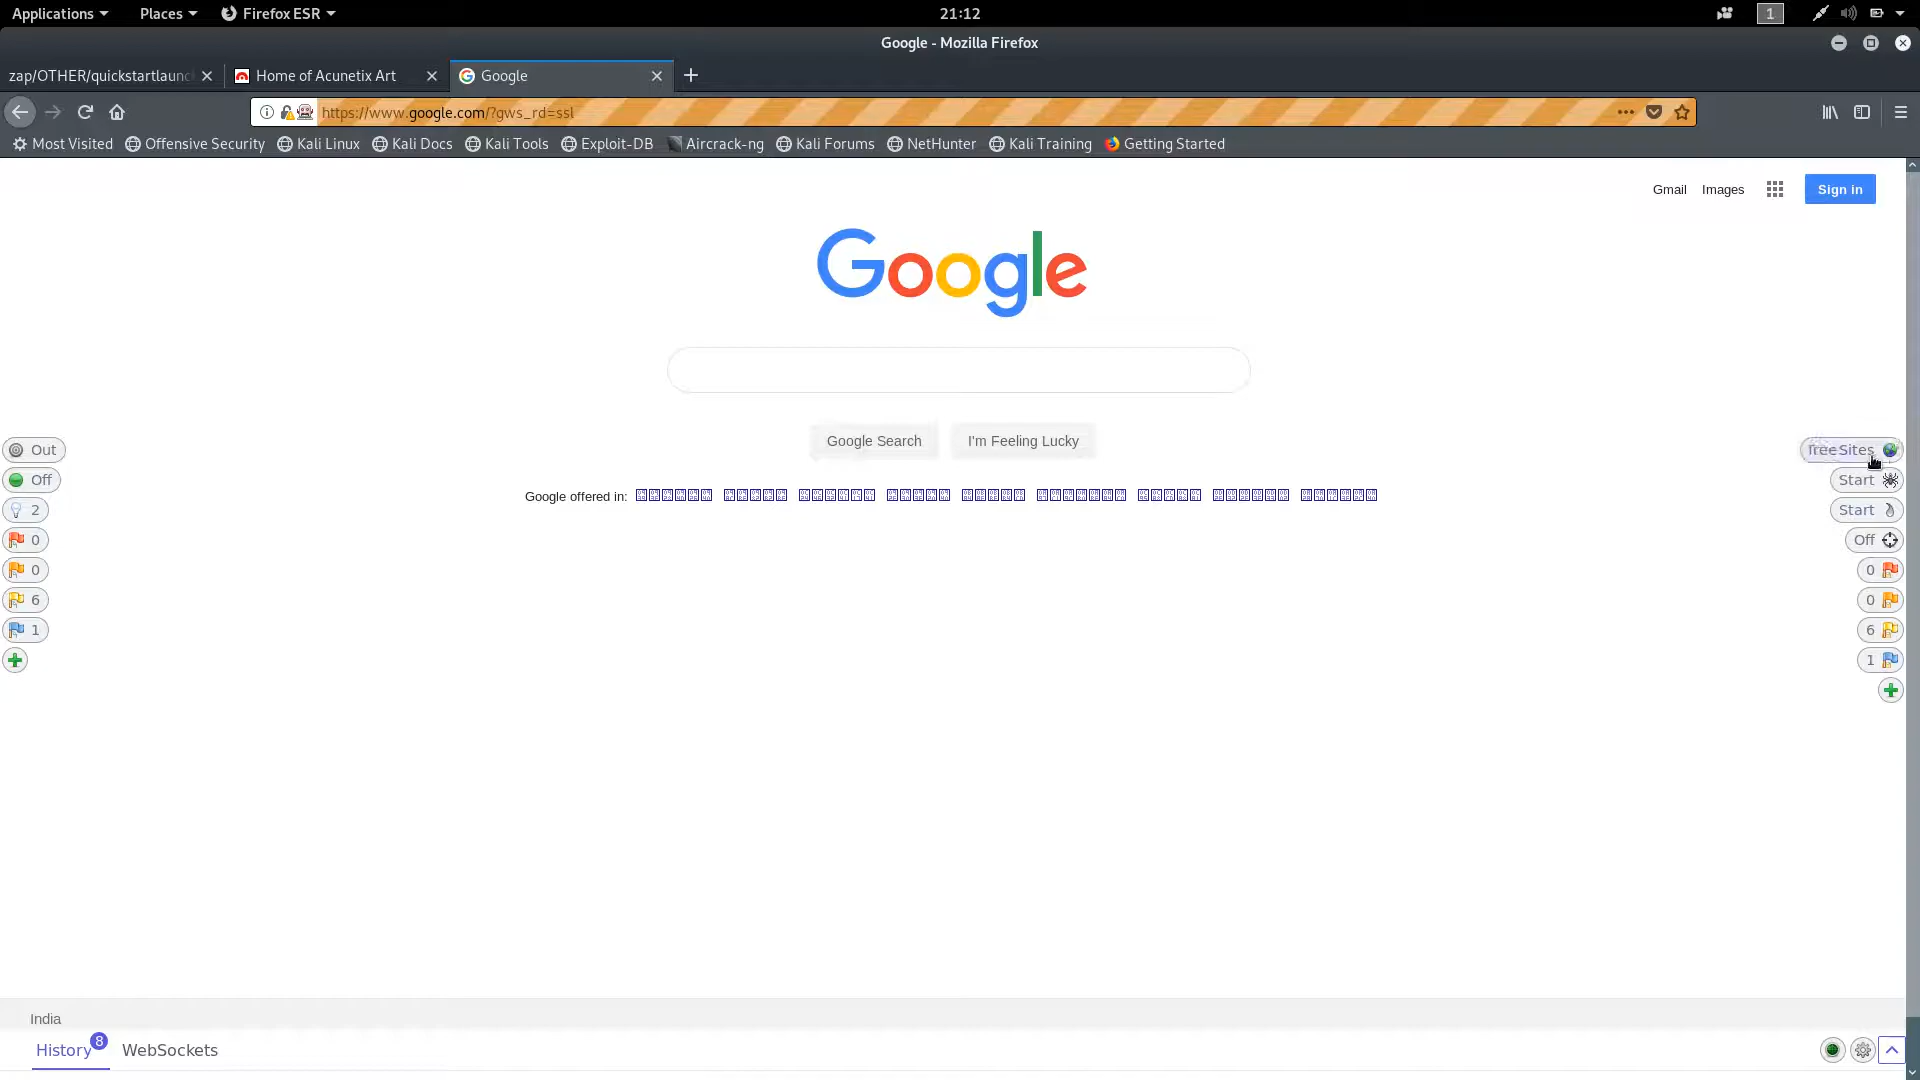 Applications Places Firefox ESR 21:12 1
Google - Mozilla Firefox
zap/OTHER/quickstartlaunc Home of Acunetix Art Google
https://www.google.com/?gws_rd=ssl
Most Visited Offensive Security Kali Linux Kali Docs Kali Tools Exploit-DB Aircrack-ng Kali Forums NetHunter Kali Training Getting Started
Gmail Images Sign in
Google
Google Search I'm Feeling Lucky
Out Sites
Off Start
Google offered in:
2 Start
0 Off
0 0
6 0
1 6
1
India
History 8 WebSockets